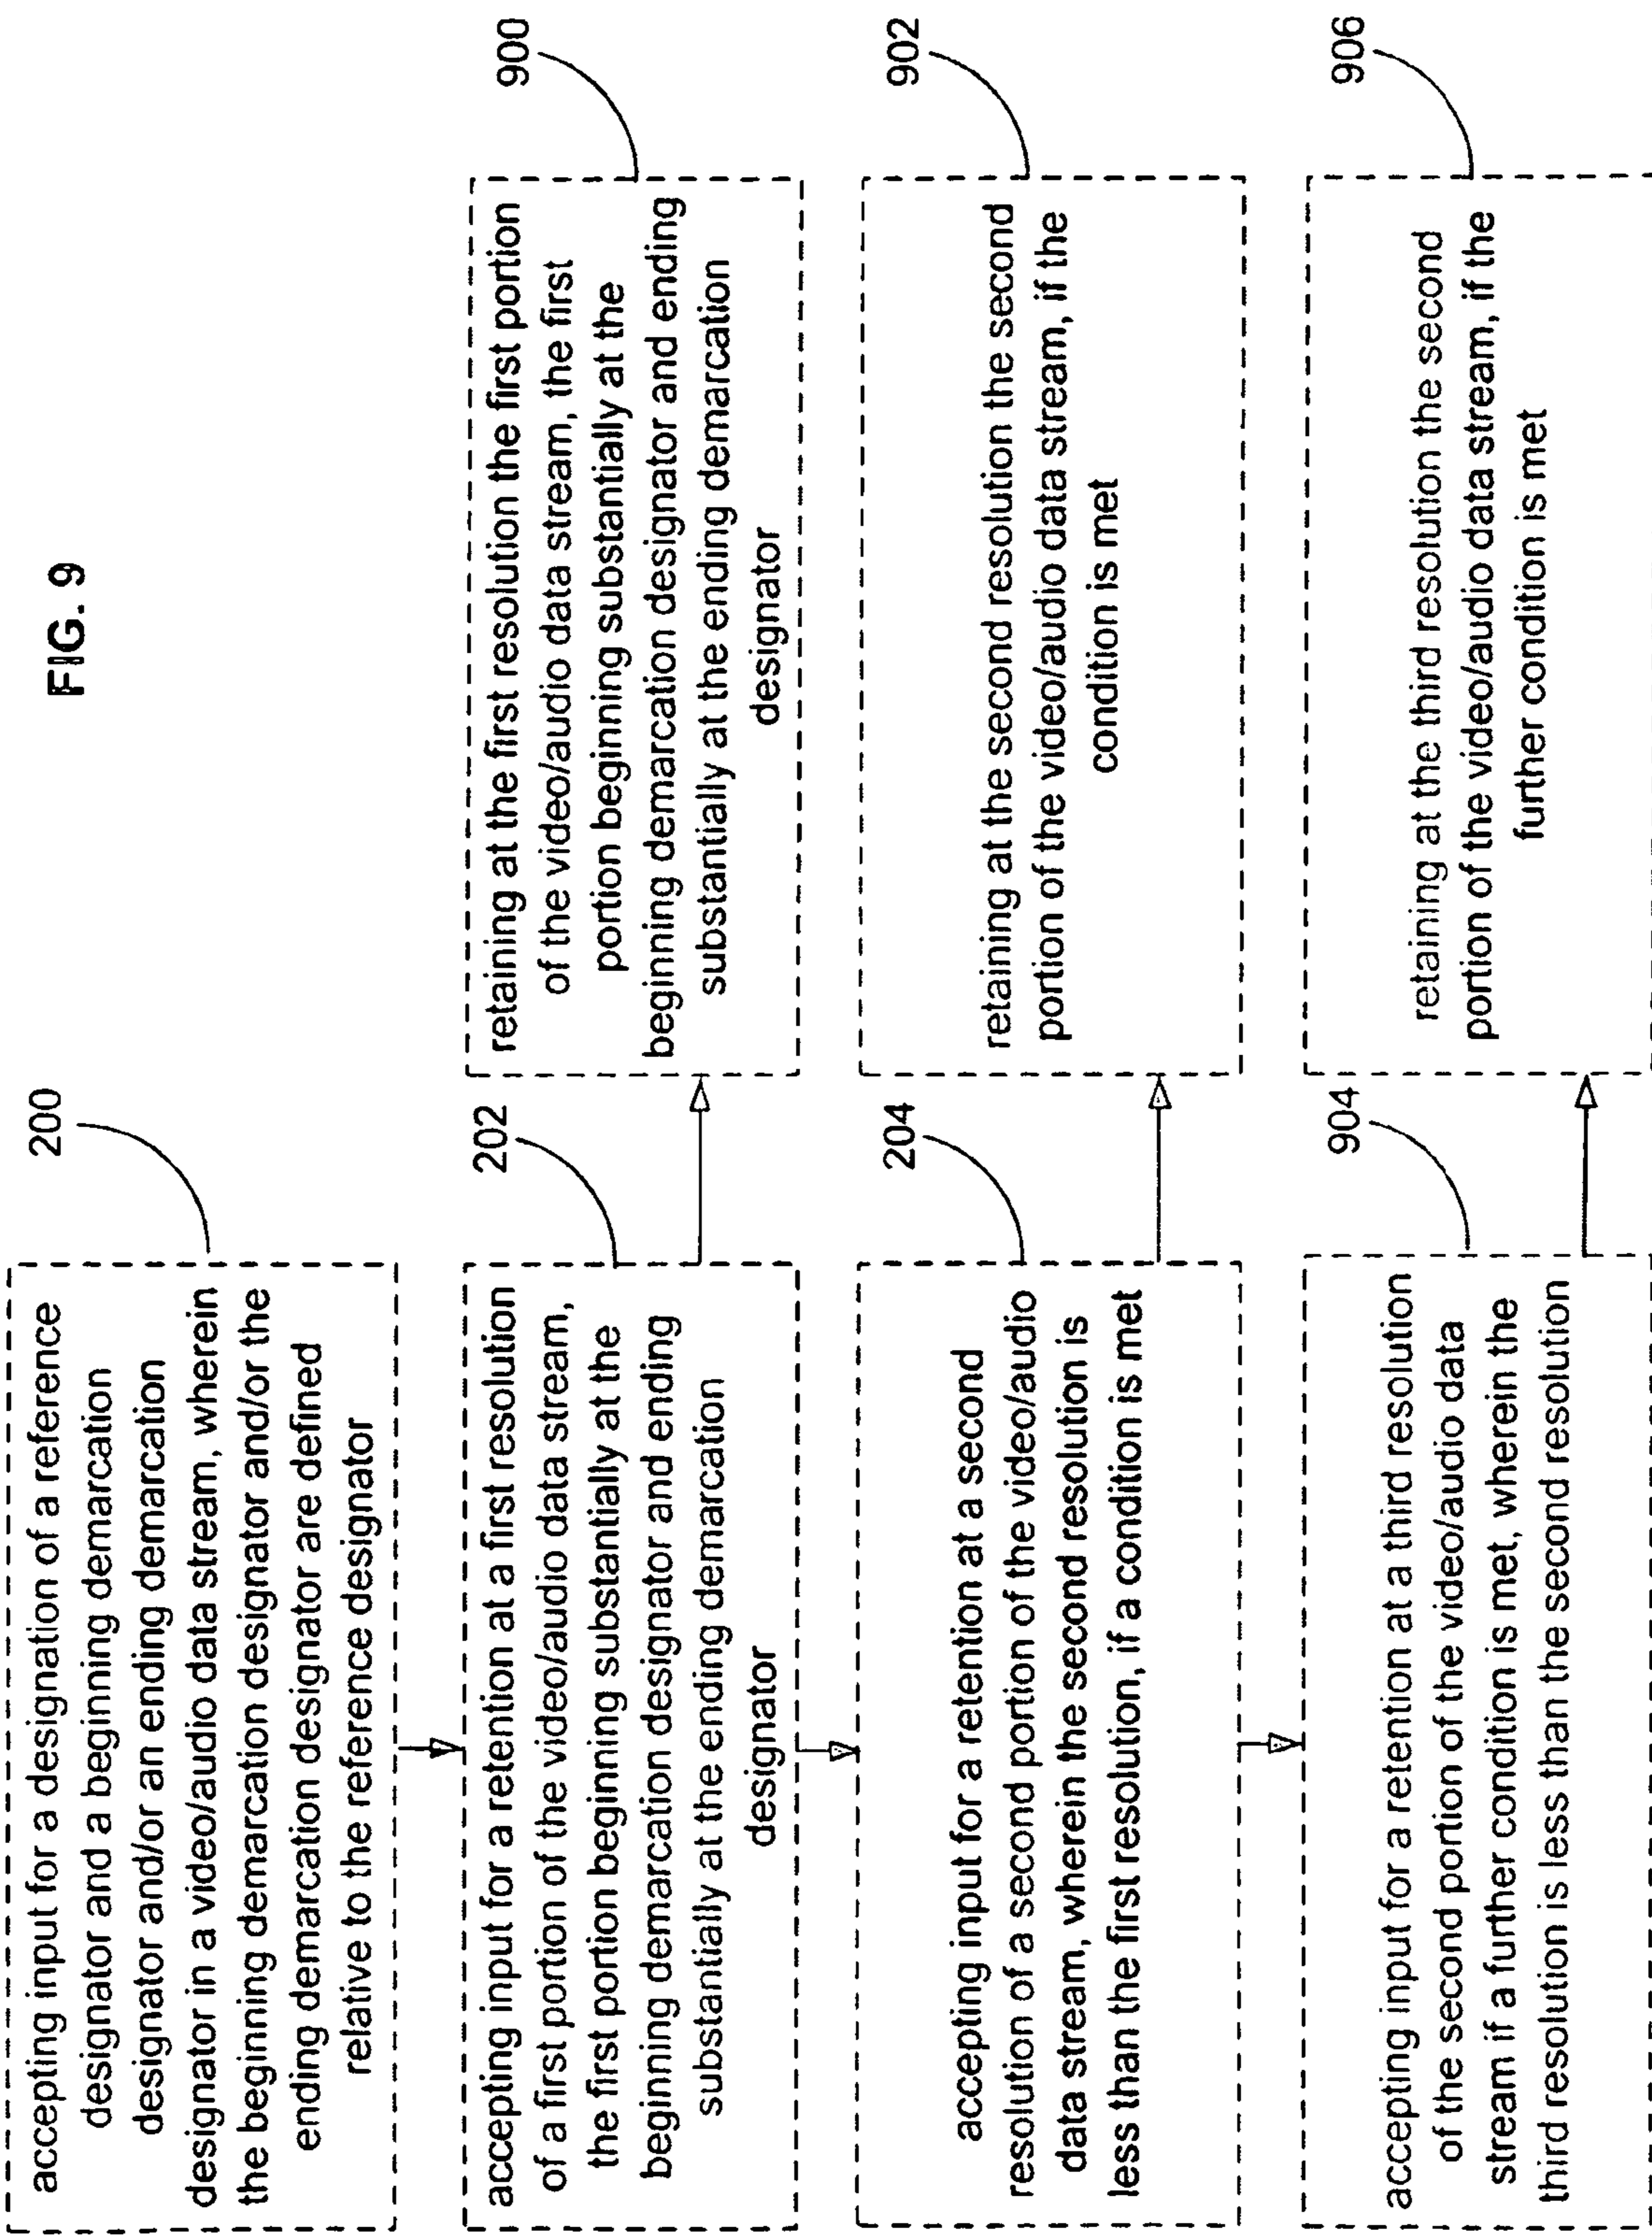 FIG. 9
200
accepting input for a designation of a reference
designator and a beginning demarcation
designator and/or an ending demarcation
designator in a video/audio data stream, wherein
the beginning demarcation designator and/or the
ending demarcation designator are defined
relative to the reference designator
202
accepting input for a retention at a first resolution
of a first portion of the video/audio data stream,
the first portion beginning substantially at the
beginning demarcation designator and ending
substantially at the ending demarcation
designator
900
retaining at the first resolution the first portion
of the video/audio data stream, the first
portion beginning substantially at the
beginning demarcation designator and ending
substantially at the ending demarcation
designator
204
accepting input for a retention at a second
resolution of a second portion of the video/audio
data stream, wherein the second resolution is
less than the first resolution, if a condition is met
902
retaining at the second resolution the second
portion of the video/audio data stream, if the
condition is met
904
accepting input for a retention at a third resolution
of the second portion of the video/audio data
stream if a further condition is met, wherein the
third resolution is less than the second resolution
906
retaining at the third resolution the second
portion of the video/audio data stream, if the
further condition is met